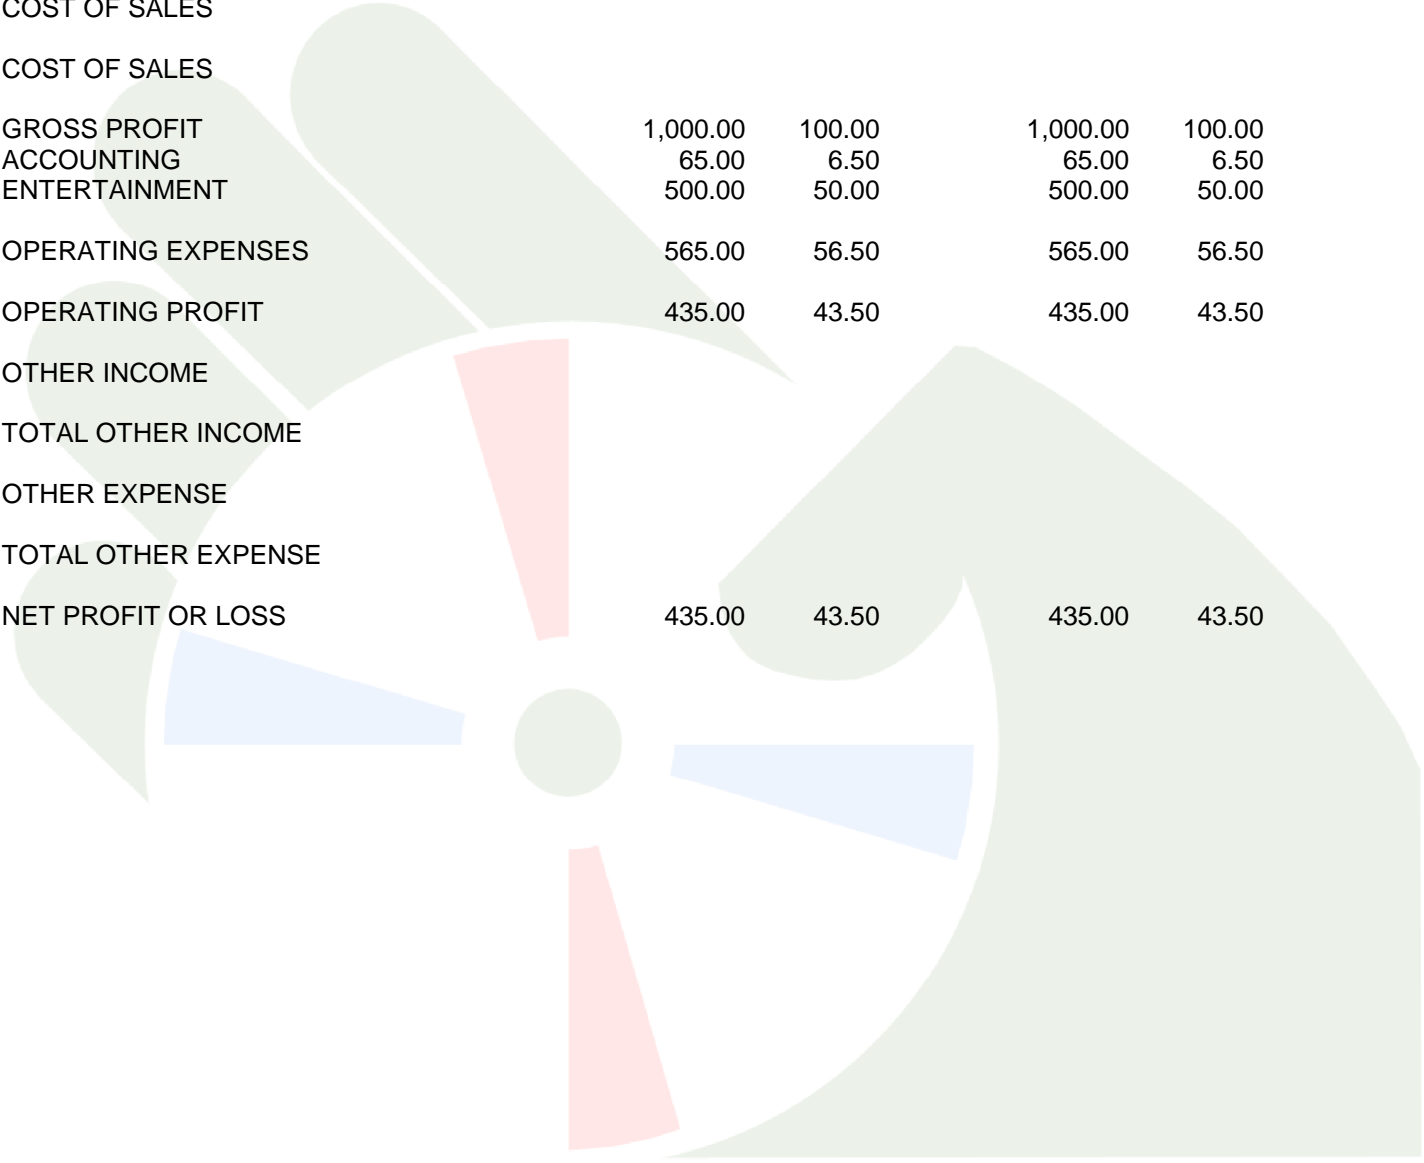 COST OF SALES
COST OF SALES
GROSS PROFIT 1,000.00 100.00 1,000.00 100.00
ACCOUNTING 65.00 6.50 65.00 6.50
ENTERTAINMENT 500.00 50.00 500.00 50.00
OPERATING EXPENSES 565.00 56.50 565.00 56.50
OPERATING PROFIT 435.00 43.50 435.00 43.50
OTHER INCOME
TOTAL OTHER INCOME
OTHER EXPENSE
TOTAL OTHER EXPENSE
NET PROFIT OR LOSS 435.00 43.50 435.00 43.50